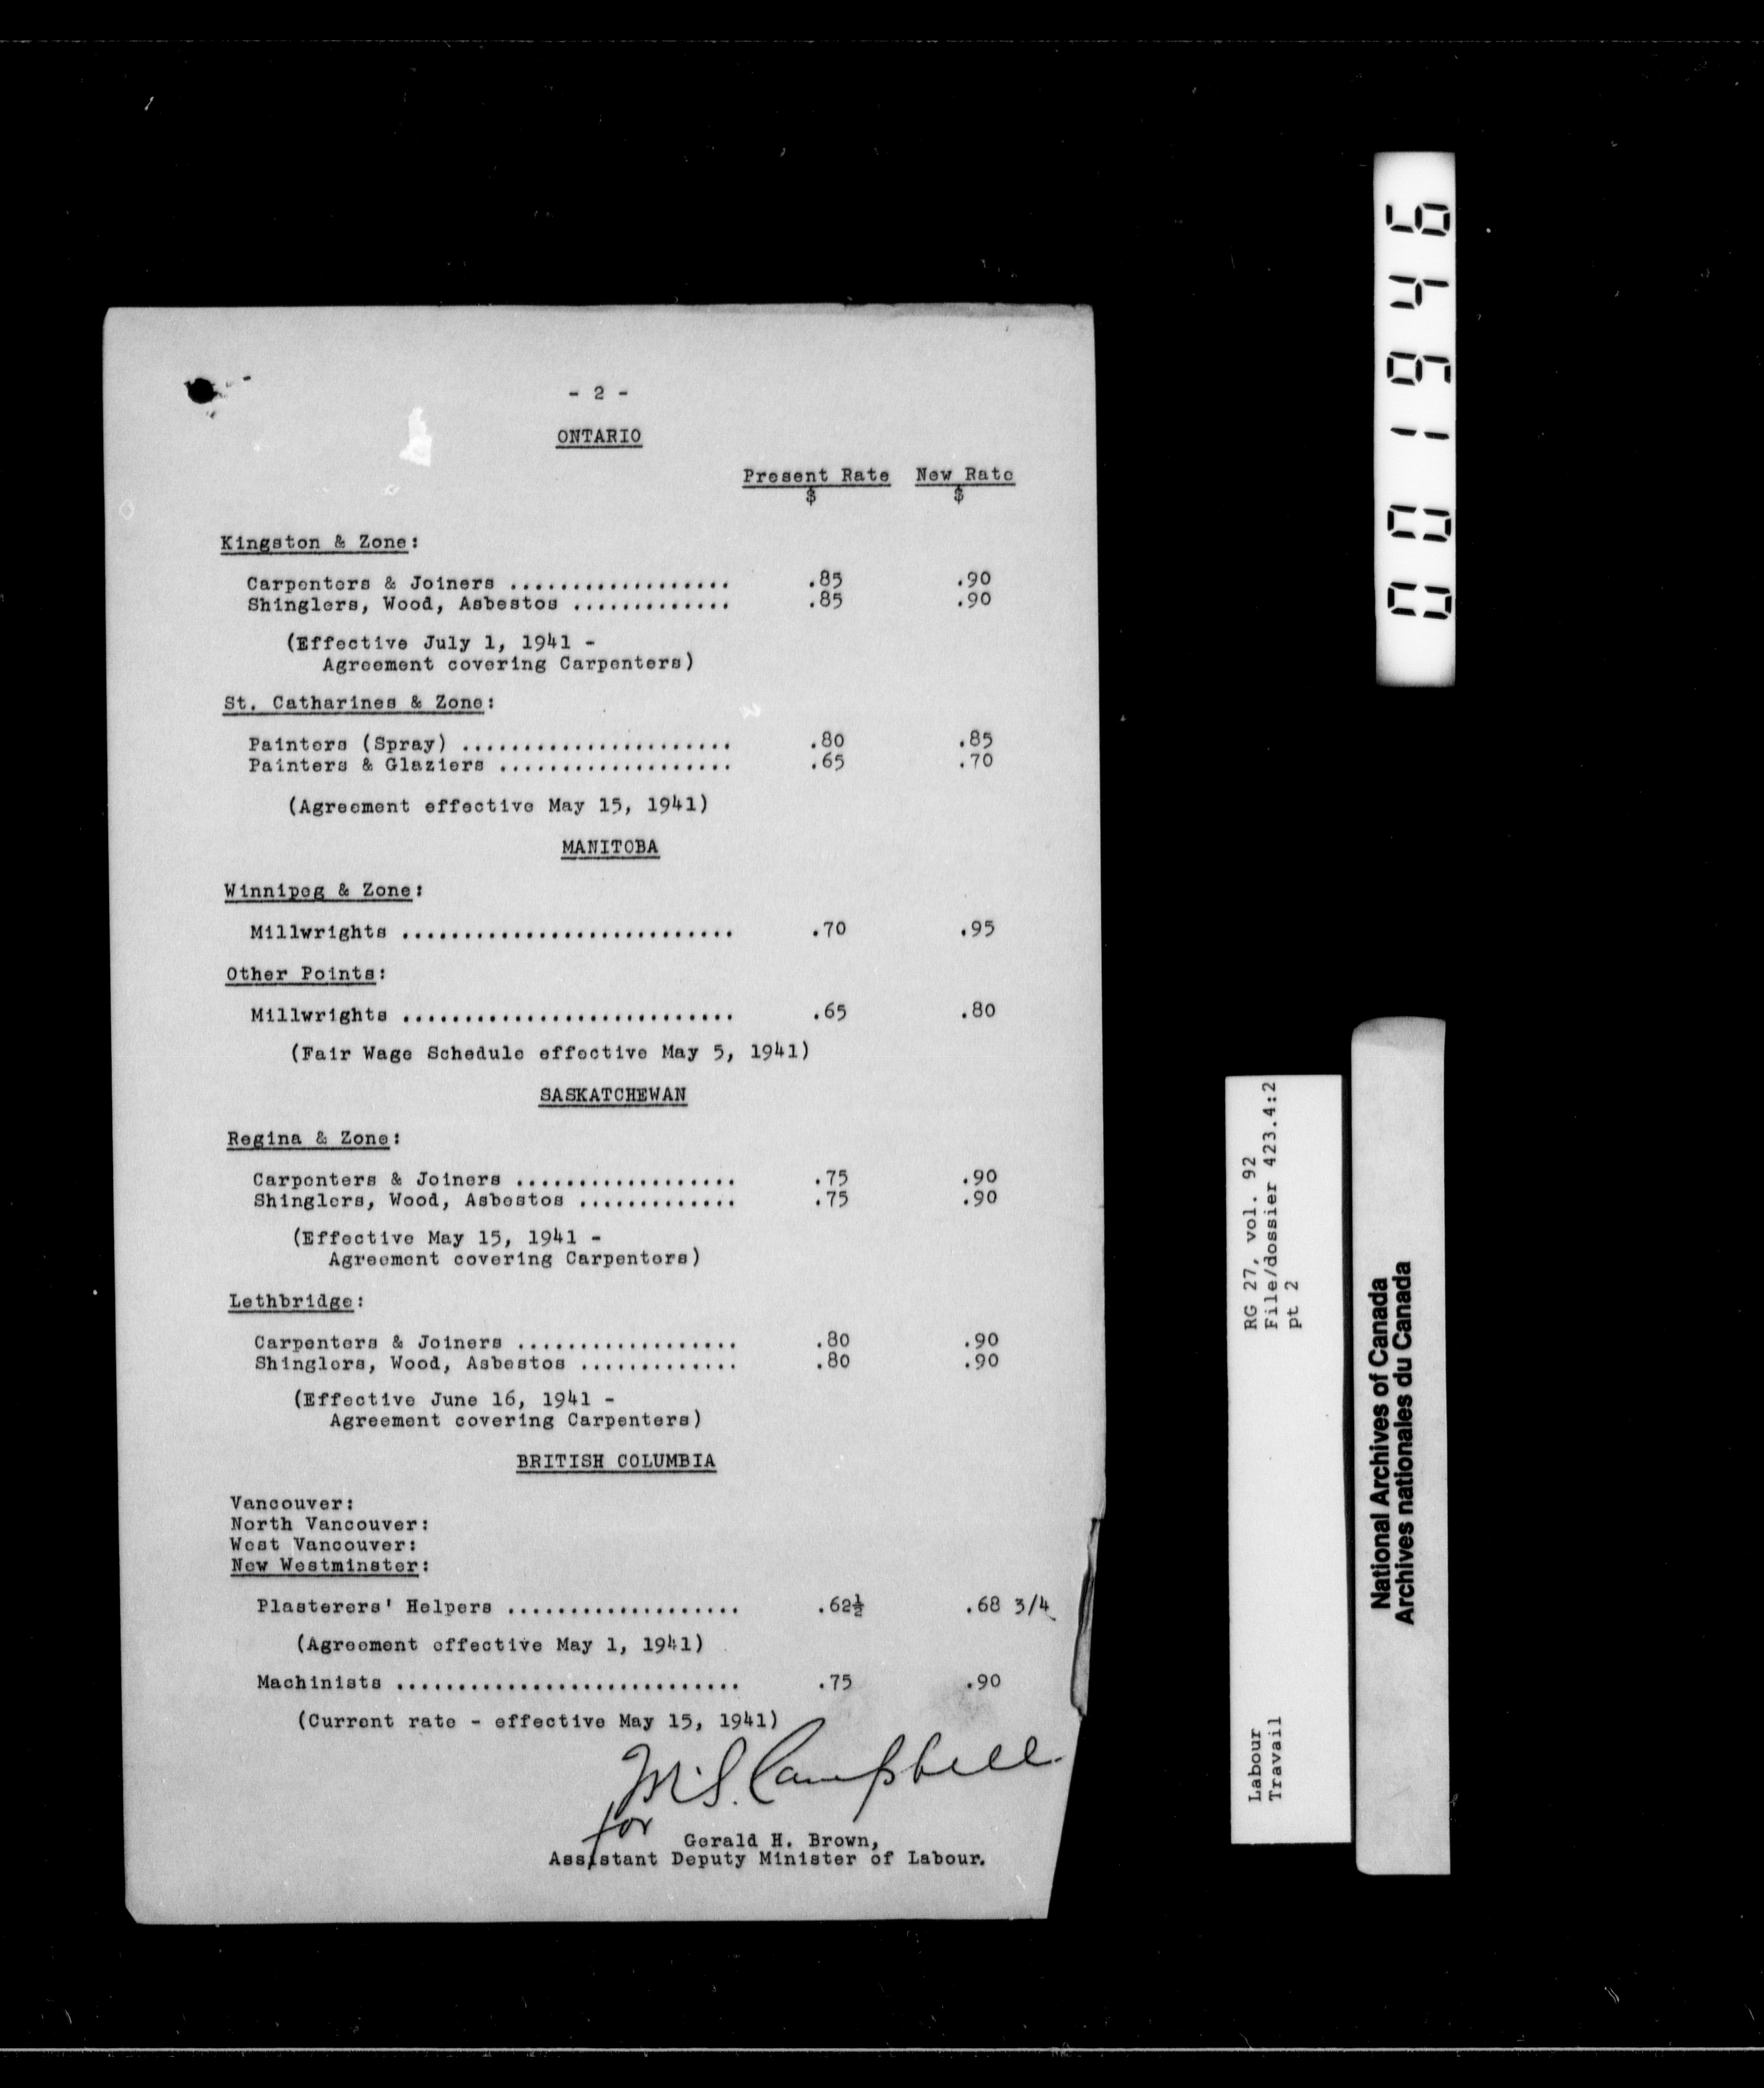 - 2 -
ONTARIO
Present Rate New Rate
$ $
Kingston & Zone:
Carpenters & Joiners .................. .85 .90
Shinglers, Wood, Asbestos ............. .85 .90
(Effective July 1, 1941 -
Agreement covering Carpenters)
St. Catharines & Zone:
Painters (Spray) ...................... .80 .85
Painters & Glaziers ................... .65 .70
(Agreement effective May 15, 1941)
MANITOBA
Winnipeg & Zone:
Millwrights ........................... .70 .95
Other Points:
Millwrights ........................... .65 .80
(Fair Wage Schedule effective May 5, 1941)
SASKATCHEWAN
Regina & Zone:
Carpenters & Joiners .................. .75 .90
Shinglers, Wood, Asbestos ............. .75 .90
(Effective May 15, 1941 -
Agreement covering Carpenters)
Lethbridge:
Carpenters & Joiners .................. .80 .90
Shinglers, Wood, Asbestos ............. .80 .90
(Effective June 16, 1941 -
Agreement covering Carpenters)
BRITISH COLUMBIA
Vancouver:
North Vancouver:
West Vancouver:
New Westminster:
Plasterers' Helpers ................... .62½ .68 3/4
(Agreement effective May 1, 1941)
Machinists ............................ .75 .90
(Current rate - effective May 15, 1941)
M.S. Campbell
for
Gerald H. Brown,
Assistant Deputy Minister of Labour.
001946
RG 27, vol. 92
File/dossier 423.4:2
pt 2
Labour
Travail
National Archives of Canada
Archives nationales du Canada